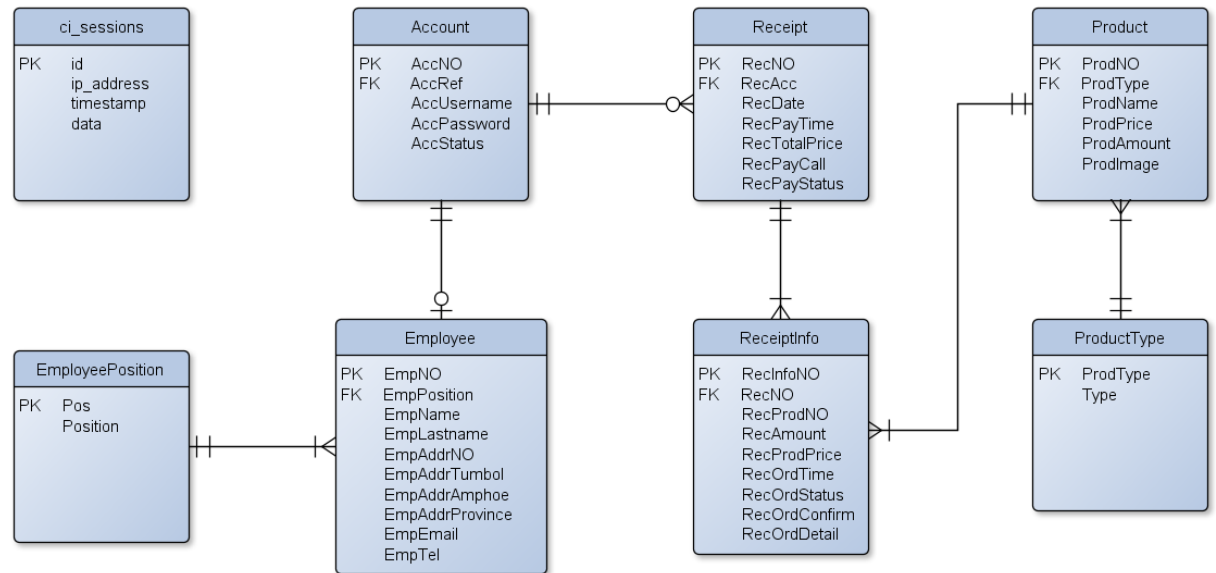 ci_sessions
PK id
ip_address
timestamp
data
Account
PK AccNO
FK AccRef
AccUsername
AccPassword
AccStatus
Receipt
PK RecNO
FK RecAcc
RecDate
RecPayTime
RecTotalPrice
RecPayCall
RecPayStatus
Product
PK ProdNO
FK ProdType
ProdName
ProdPrice
ProdAmount
ProdImage
EmployeePosition
PK Pos
Position
Employee
PK EmpNO
FK EmpPosition
EmpName
EmpLastname
EmpAddrNO
EmpAddrTumbol
EmpAddrAmphoe
EmpAddrProvince
EmpEmail
EmpTel
ReceiptInfo
PK RecInfoNO
FK RecNO
RecProdNO
RecAmount
RecProdPrice
RecOrdTime
RecOrdStatus
RecOrdConfirm
RecOrdDetail
ProductType
PK ProdType
Type